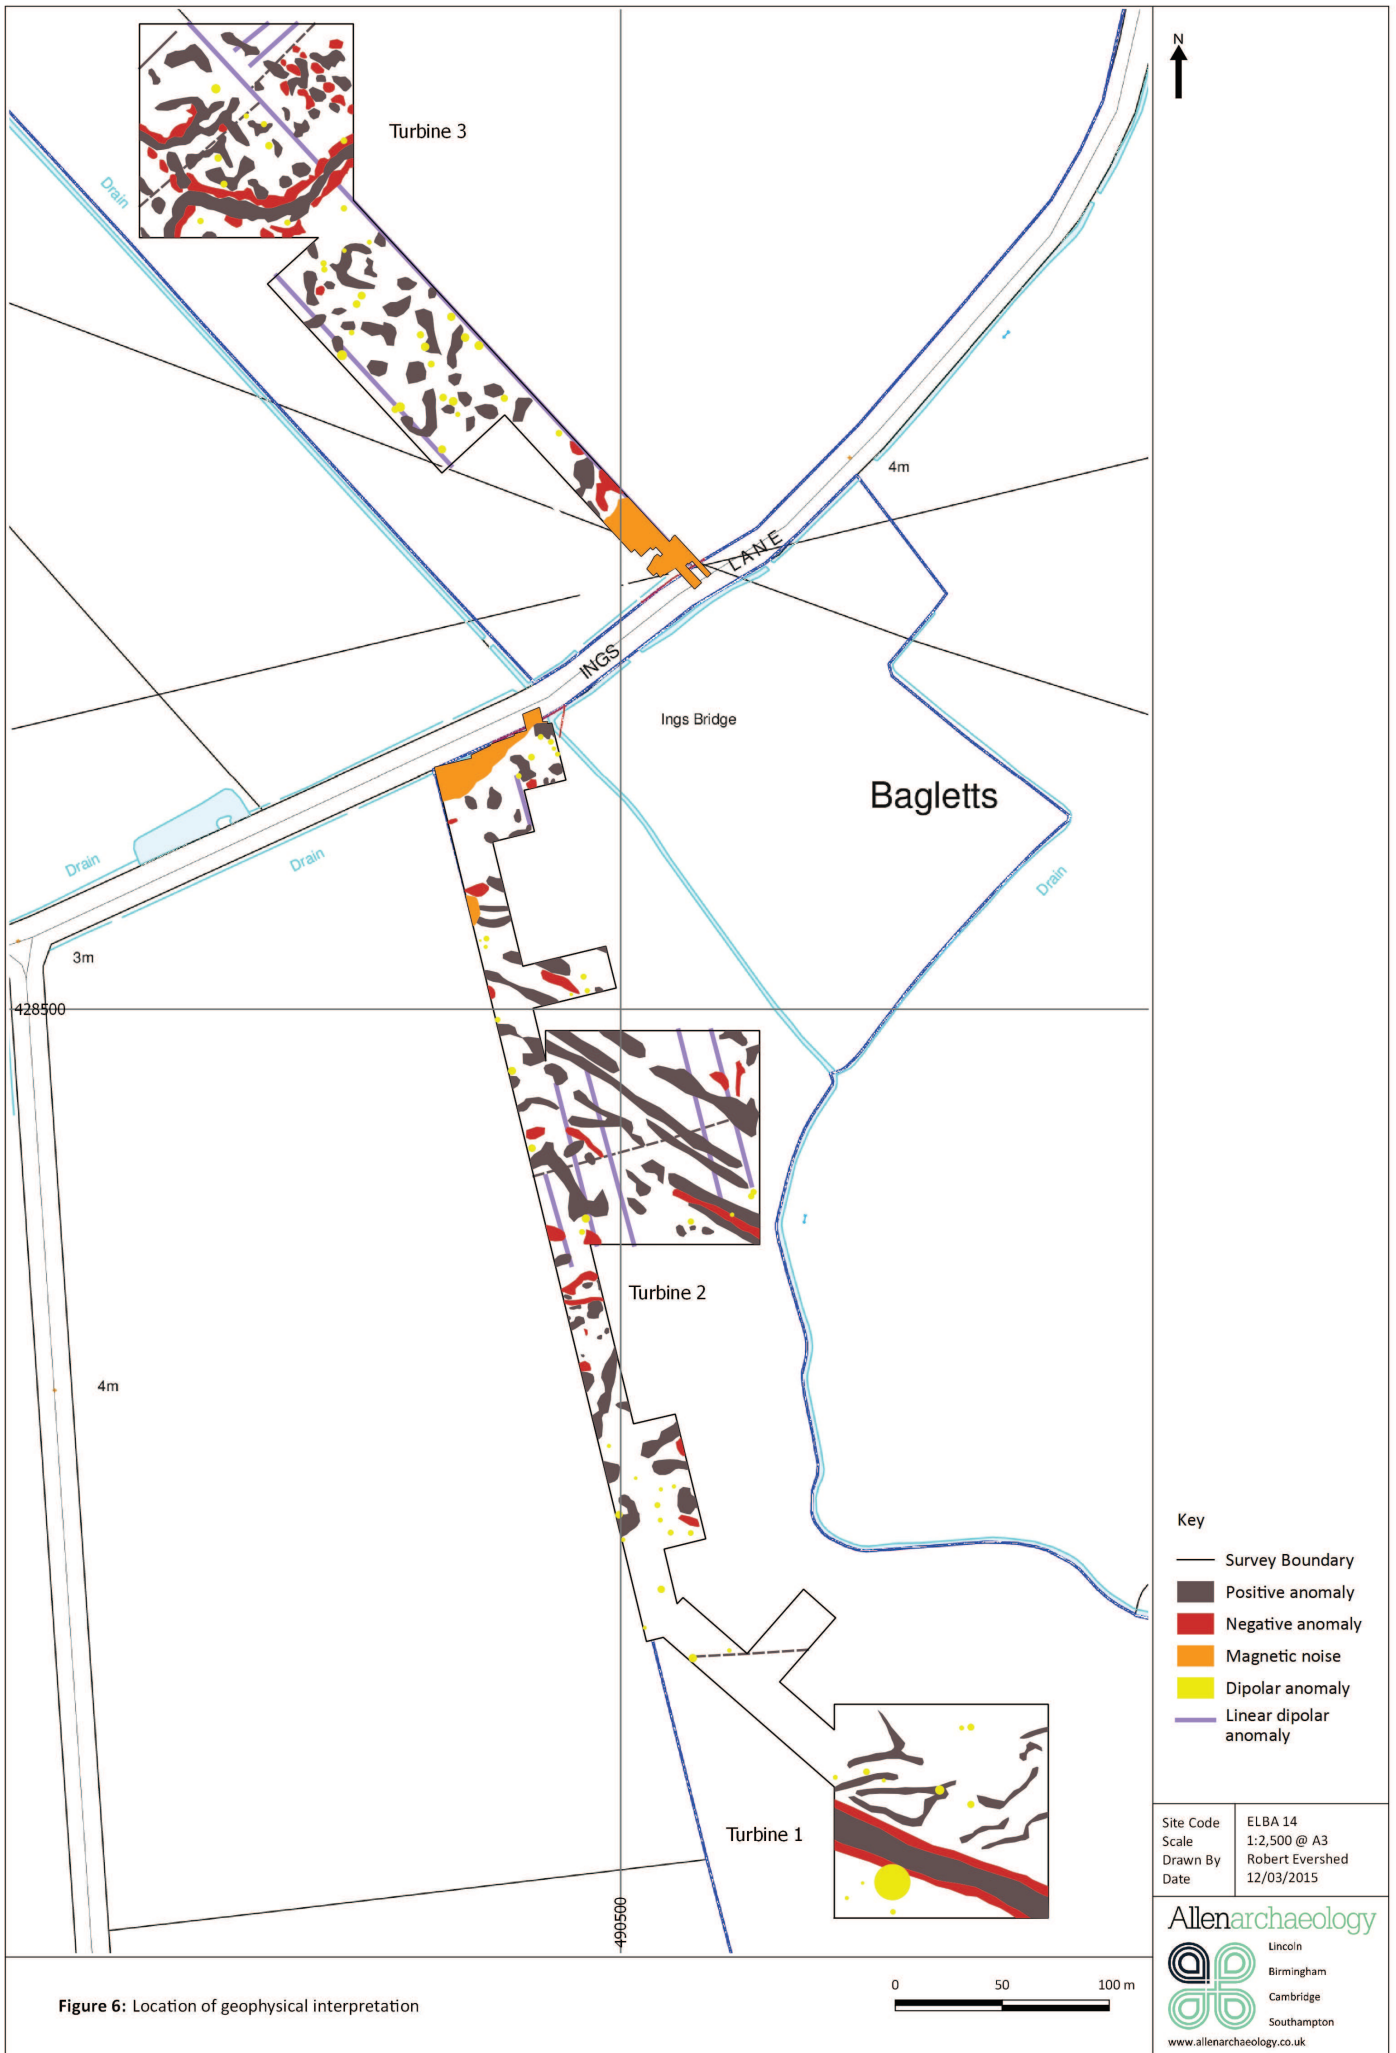 N
Turbine 3
Drain
4m
LANE
INGS
Ings Bridge
Bagletts
Drain
Drain
Drain
3m
428500
Turbine 2
4m
Turbine 1
490500
Key
Survey Boundary
Positive anomaly
Negative anomaly
Magnetic noise
Dipolar anomaly
Linear dipolar
anomaly
Site Code ELBA 14
Scale 1:2,500 @ A3
Drawn By Robert Evershed
Date 12/03/2015
Allenarchaeology
Lincoln
Birmingham
Cambridge
Southampton
www.allenarchaeology.co.uk
0 50 100 m
Figure 6: Location of geophysical interpretation